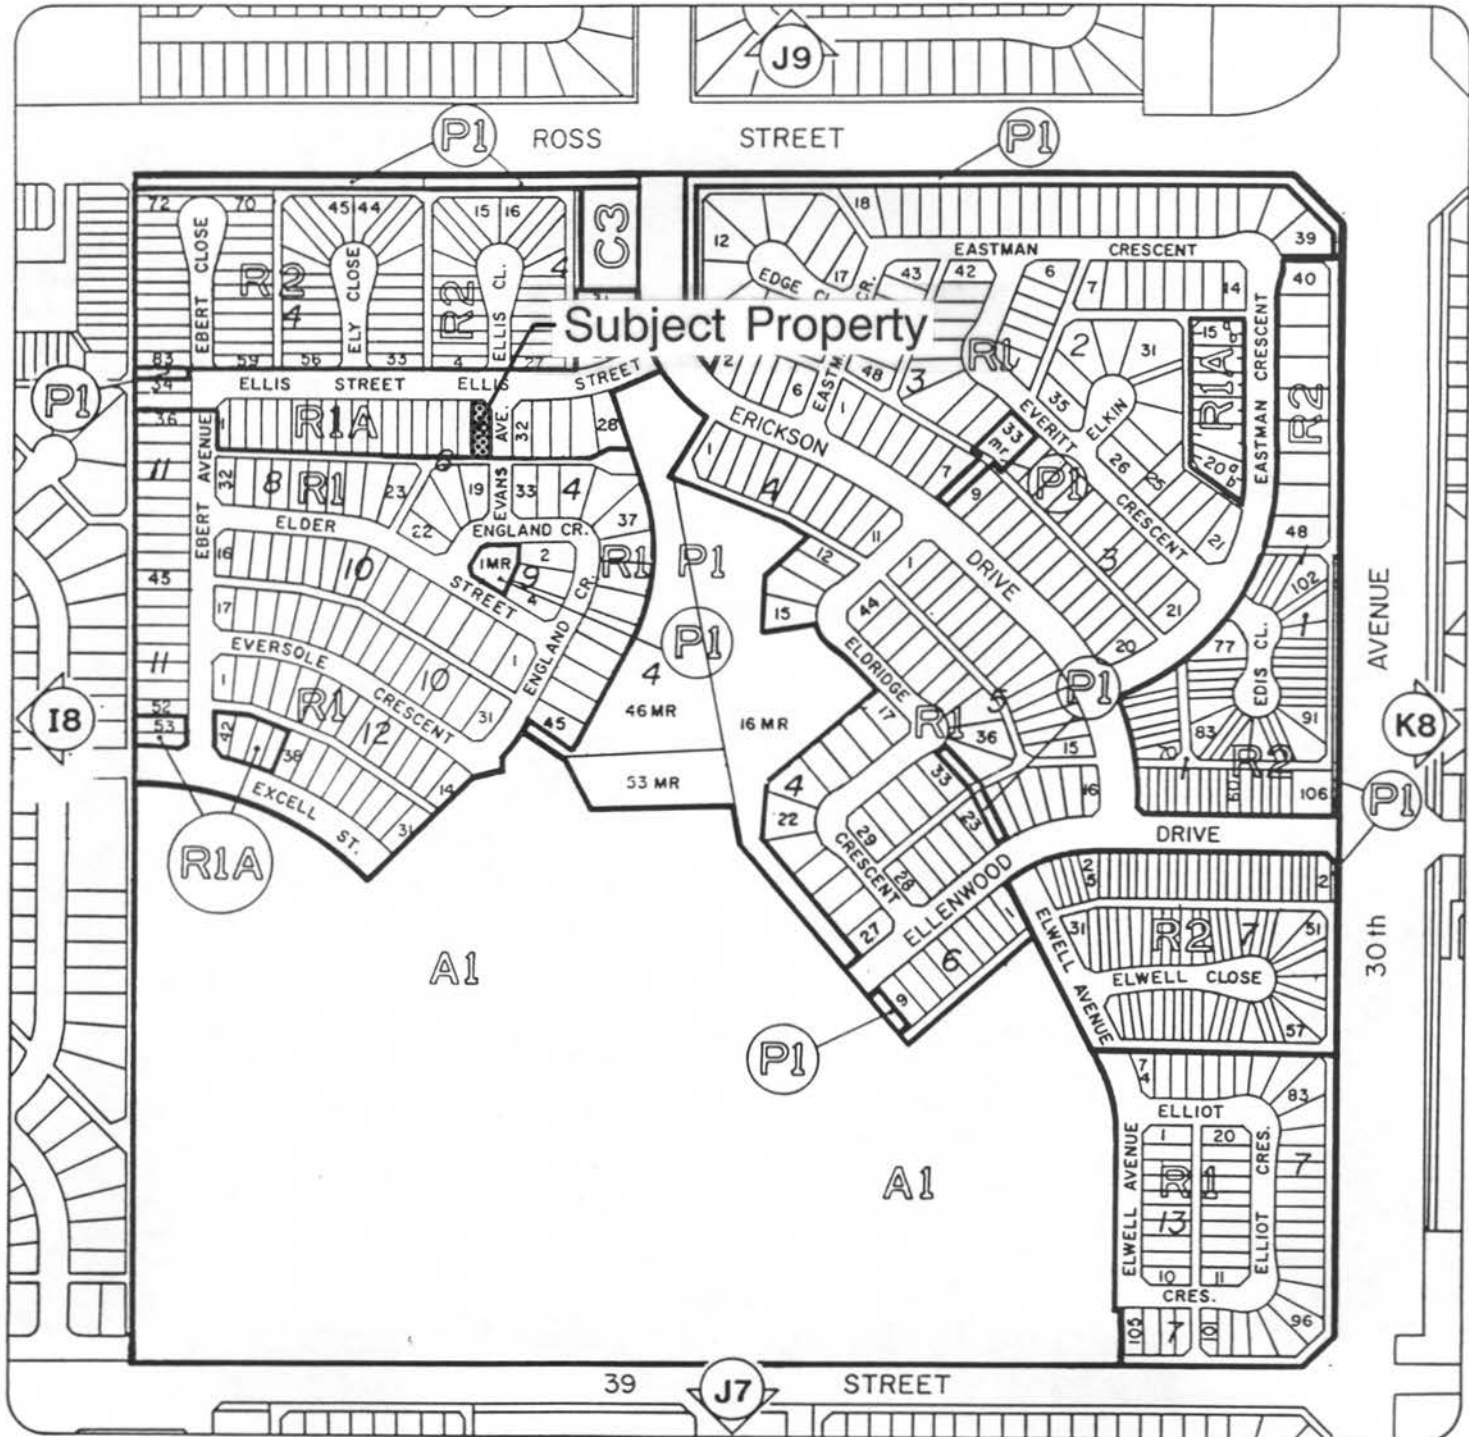 J9
P1
ROSS STREET
P1
72
70
45
44
15
16
C3
EBERT CLOSE
R2
4
ELY CLOSE
R2
ELLIS CL.
4
83
59
56
33
4
27
18
12
EDGE
17
CR.
43
42
EASTMAN CRESCENT
6
7
14
39
40
Subject Property
P1
34
ELLIS STREET ELLIS STREET
36
1
R1A
AVE.
32
28
2
6
EASTM
48
3
1
R1
2
31
35
ELKIN
15
R1A
20
EASTMAN CRESCENT
R2
48
ERICKSON DRIVE
33
mr
P1
EVERITT CRESCENT
26
25
21
11
EBERT AVENUE
32
8
R1
23
6
22
19
EVANS
33
4
37
ENGLAND CR.
1
4
11
7
9
3
21
20
ELDER STREET
1MR
2
9
4
R1
P1
12
15
1
16
10
45
17
EVERSOLE CRESCENT
10
1
ENGLAND CR.
P1
44
ELDRIDGE CRESCENT
5
P1
102
1
77
EDIS CL.
AVENUE
11
52
53
I8
1
R1
12
31
42
38
14
31
45
4
46 MR
16 MR
53 MR
17
R1
36
15
16
70
83
91
R2
60
106
K8
P1
EXCELL ST.
R1A
4
22
33
29
28
23
27
ELLENWOOD DRIVE
1
6
9
P1
25
2
31
R2
7
51
ELWELL CLOSE
57
ELWELL AVENUE
30th
A1
A1
74
83
ELLIOT CRES.
1
20
ELWELL AVENUE
R1
13
ELLIOT CRES.
7
10
11
105
7
101
96
39 STREET
J7